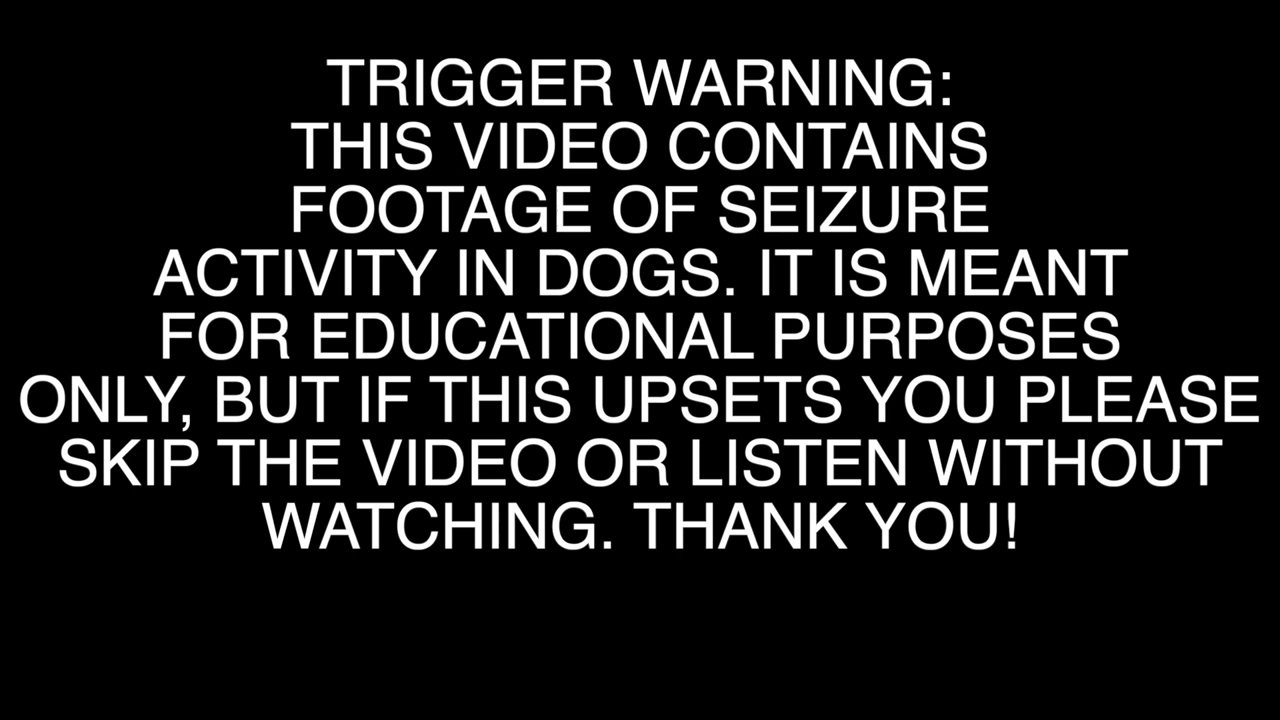 TRIGGER WARNING:
THIS VIDEO CONTAINS
FOOTAGE OF SEIZURE
ACTIVITY IN DOGS. IT IS MEANT
FOR EDUCATIONAL PURPOSES
ONLY, BUT IF THIS UPSETS YOU PLEASE
SKIP THE VIDEO OR LISTEN WITHOUT
WATCHING. THANK YOU!